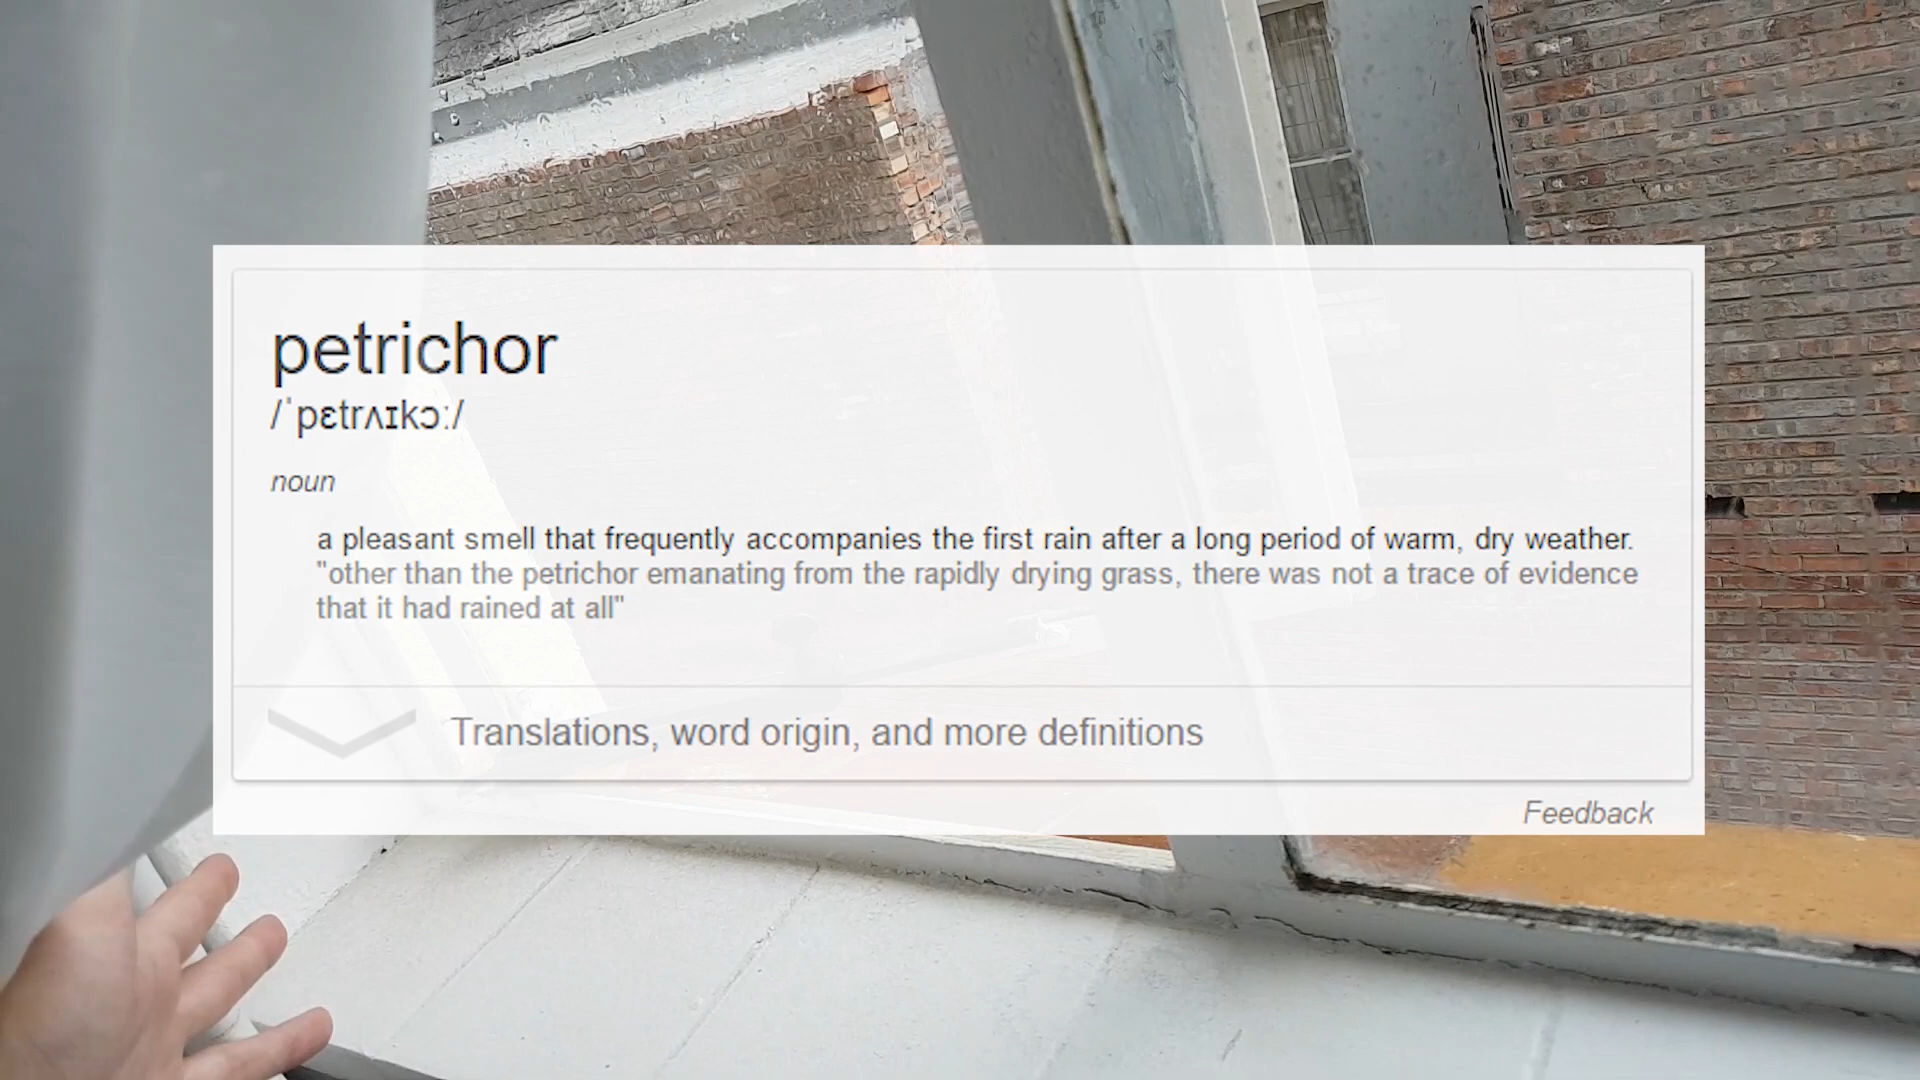 petrichor
/ˈpɛtrʌɪkɔː/
noun
a pleasant smell that frequently accompanies the first rain after a long period of warm, dry weather.
"other than the petrichor emanating from the rapidly drying grass, there was not a trace of evidence
that it had rained at all"
Translations, word origin, and more definitions
Feedback